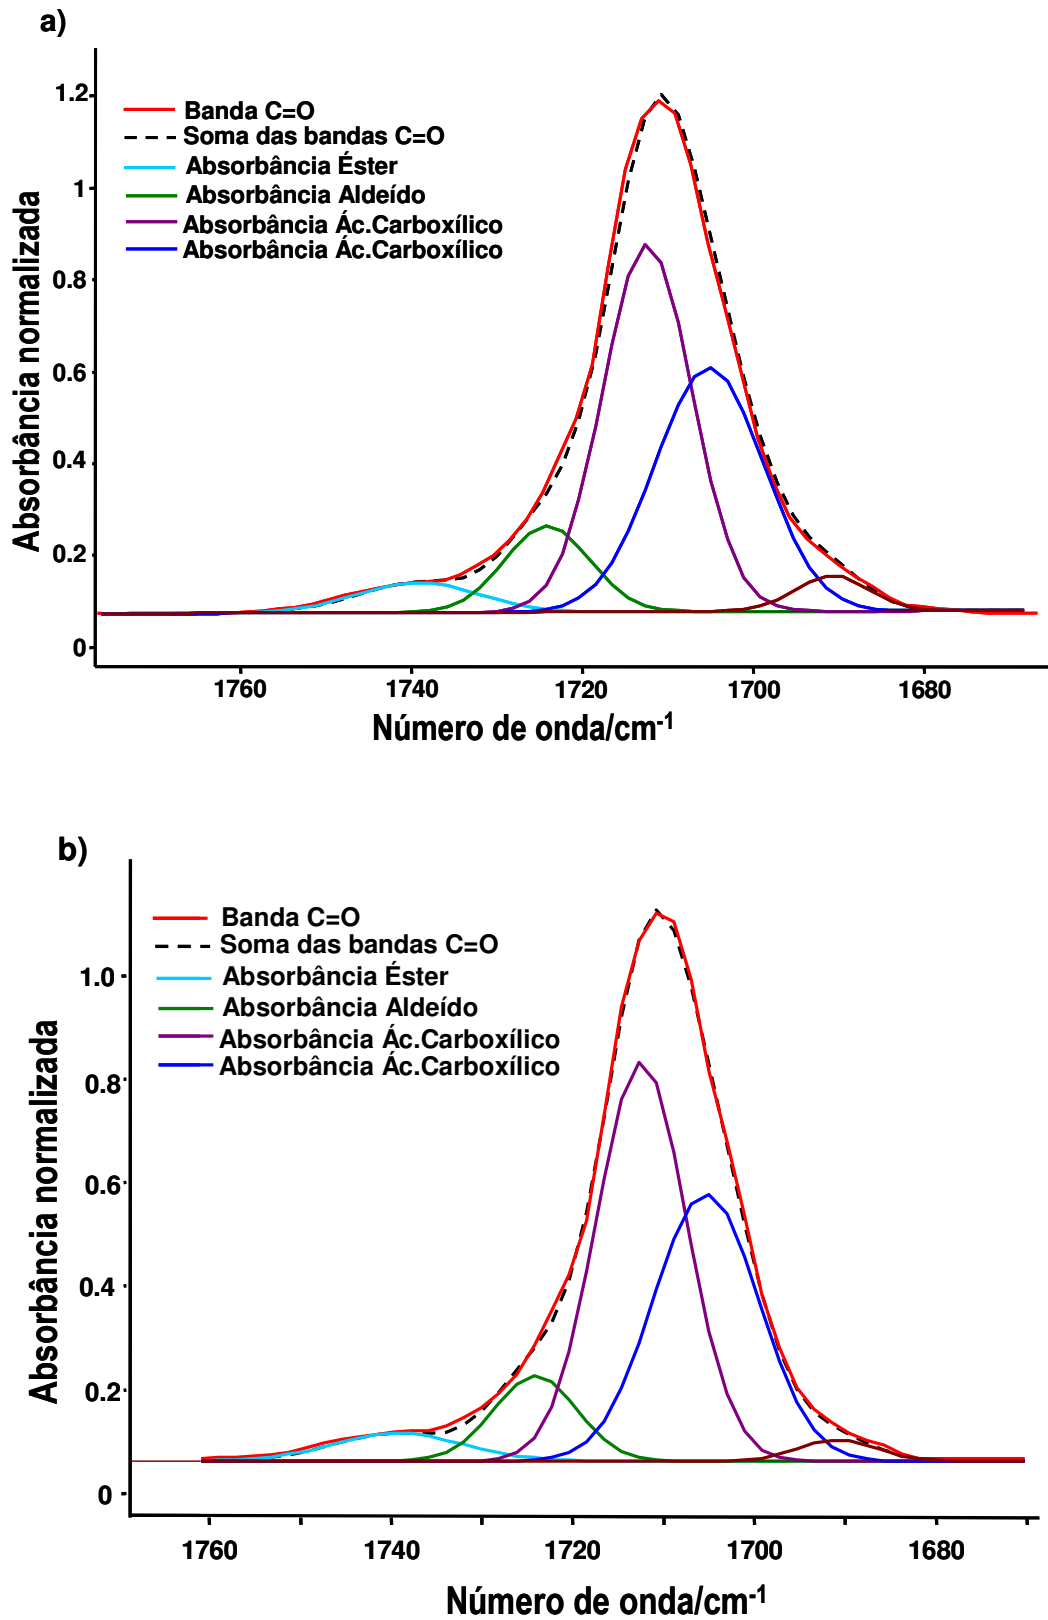 a)
1.2
1
0.8
0.6
0.4
0.2
0
Absorbância normalizada
Banda C=O
Soma das bandas C=O
Absorbância Éster
Absorbância Aldeído
Absorbância Ác.Carboxílico
Absorbância Ác.Carboxílico
1760 1740 1720 1700 1680
Número de onda/cm-1
b)
1.0
0.8
0.6
0.4
0.2
0
Absorbância normalizada
Banda C=O
Soma das bandas C=O
Absorbância Éster
Absorbância Aldeído
Absorbância Ác.Carboxílico
Absorbância Ác.Carboxílico
1760 1740 1720 1700 1680
Número de onda/cm-1